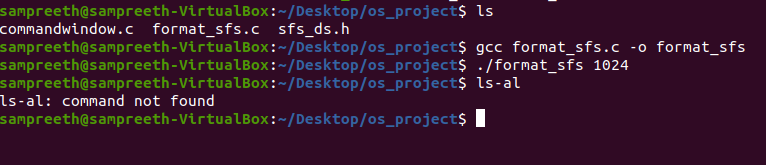 sampreeth@sampreeth-VirtualBox:~/Desktop/os_project$ ls
commandwindow.c  format_sfs.c  sfs_ds.h
sampreeth@sampreeth-VirtualBox:~/Desktop/os_project$ gcc format_sfs.c -o format_sfs
sampreeth@sampreeth-VirtualBox:~/Desktop/os_project$ ./format_sfs 1024
sampreeth@sampreeth-VirtualBox:~/Desktop/os_project$ ls-al
ls-al: command not found
sampreeth@sampreeth-VirtualBox:~/Desktop/os_project$